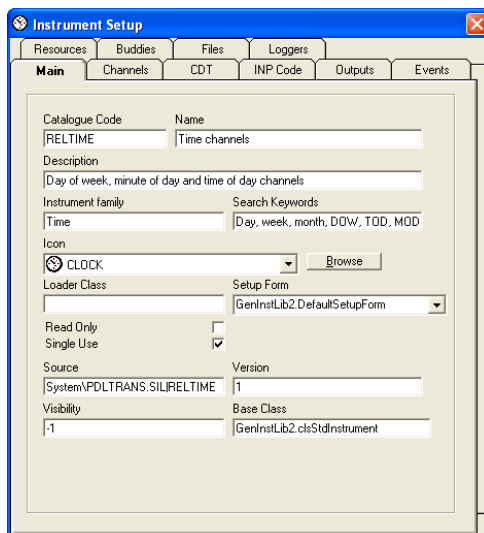 Instrument Setup
Resources Buddies Files Loggers
Main Channels CDT INP Code Outputs Events
Catalogue Code Name
RELTIME Time channels
Description
Day of week, minute of day and time of day channels
Instrument family Search Keywords
Time Day, week, month, DOW, TOD, MOD
Icon
CLOCK Browse
Loader Class Setup Form
GenInstLib2.DefaultSetupForm
Read Only
Single Use
Source Version
System\PDLTRANS.SIL|RELTIME 1
Visibility Base Class
-1 GenInstLib2.clsStdInstrument